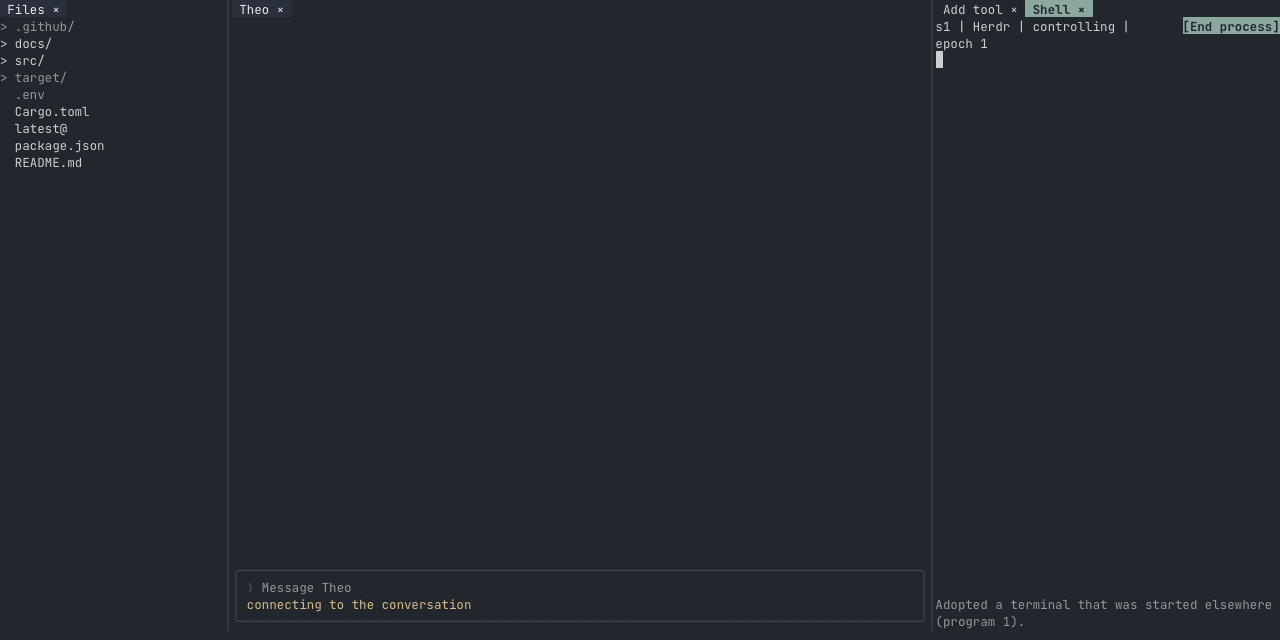 Files ×
> .github/
> docs/
> src/
> target/
.env
Cargo.toml
latest@
package.json
README.md
Theo ×
⟩ Message Theo
connecting to the conversation
Add tool × Shell ×
s1 | Herdr | controlling | [End process]
epoch 1
Adopted a terminal that was started elsewhere
(program 1).